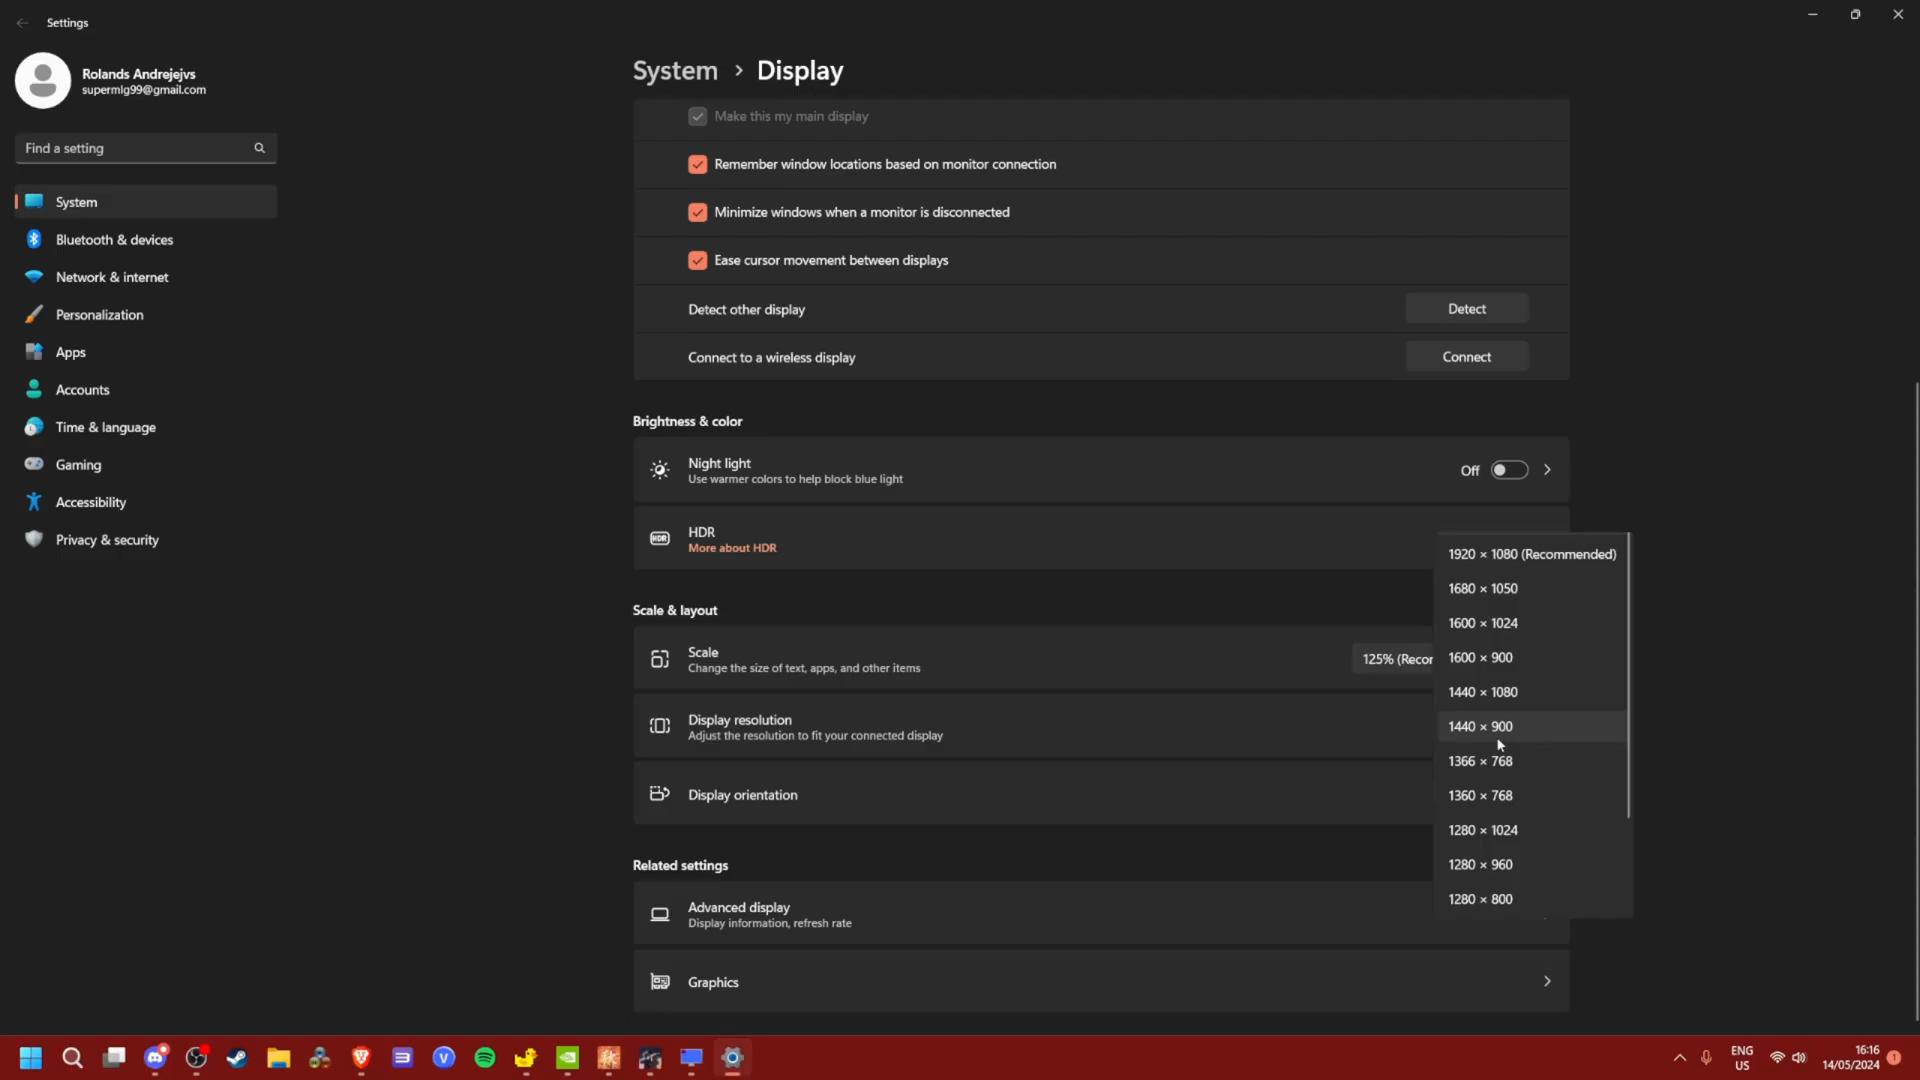 Settings
Rolands Andrejejvs
supermlg99@gmail.com
Find a setting
System
Bluetooth & devices
Network & internet
Personalization
Apps
Accounts
Time & language
Gaming
Accessibility
Privacy & security
System > Display
Make this my main display
Remember window locations based on monitor connection
Minimize windows when a monitor is disconnected
Ease cursor movement between displays
Detect other display
Detect
Connect to a wireless display
Connect
Brightness & color
Night light
Use warmer colors to help block blue light
Off
HDR
HDR
More about HDR
Scale & layout
Scale
Change the size of text, apps, and other items
125% (Recor
Display resolution
Adjust the resolution to fit your connected display
Display orientation
Related settings
Advanced display
Display information, refresh rate
Graphics
1920 × 1080 (Recommended)
1680 × 1050
1600 × 1024
1600 × 900
1440 × 1080
1440 × 900
1366 × 768
1360 × 768
1280 × 1024
1280 × 960
1280 × 800
ENG
US
16:16
14/05/2024
1